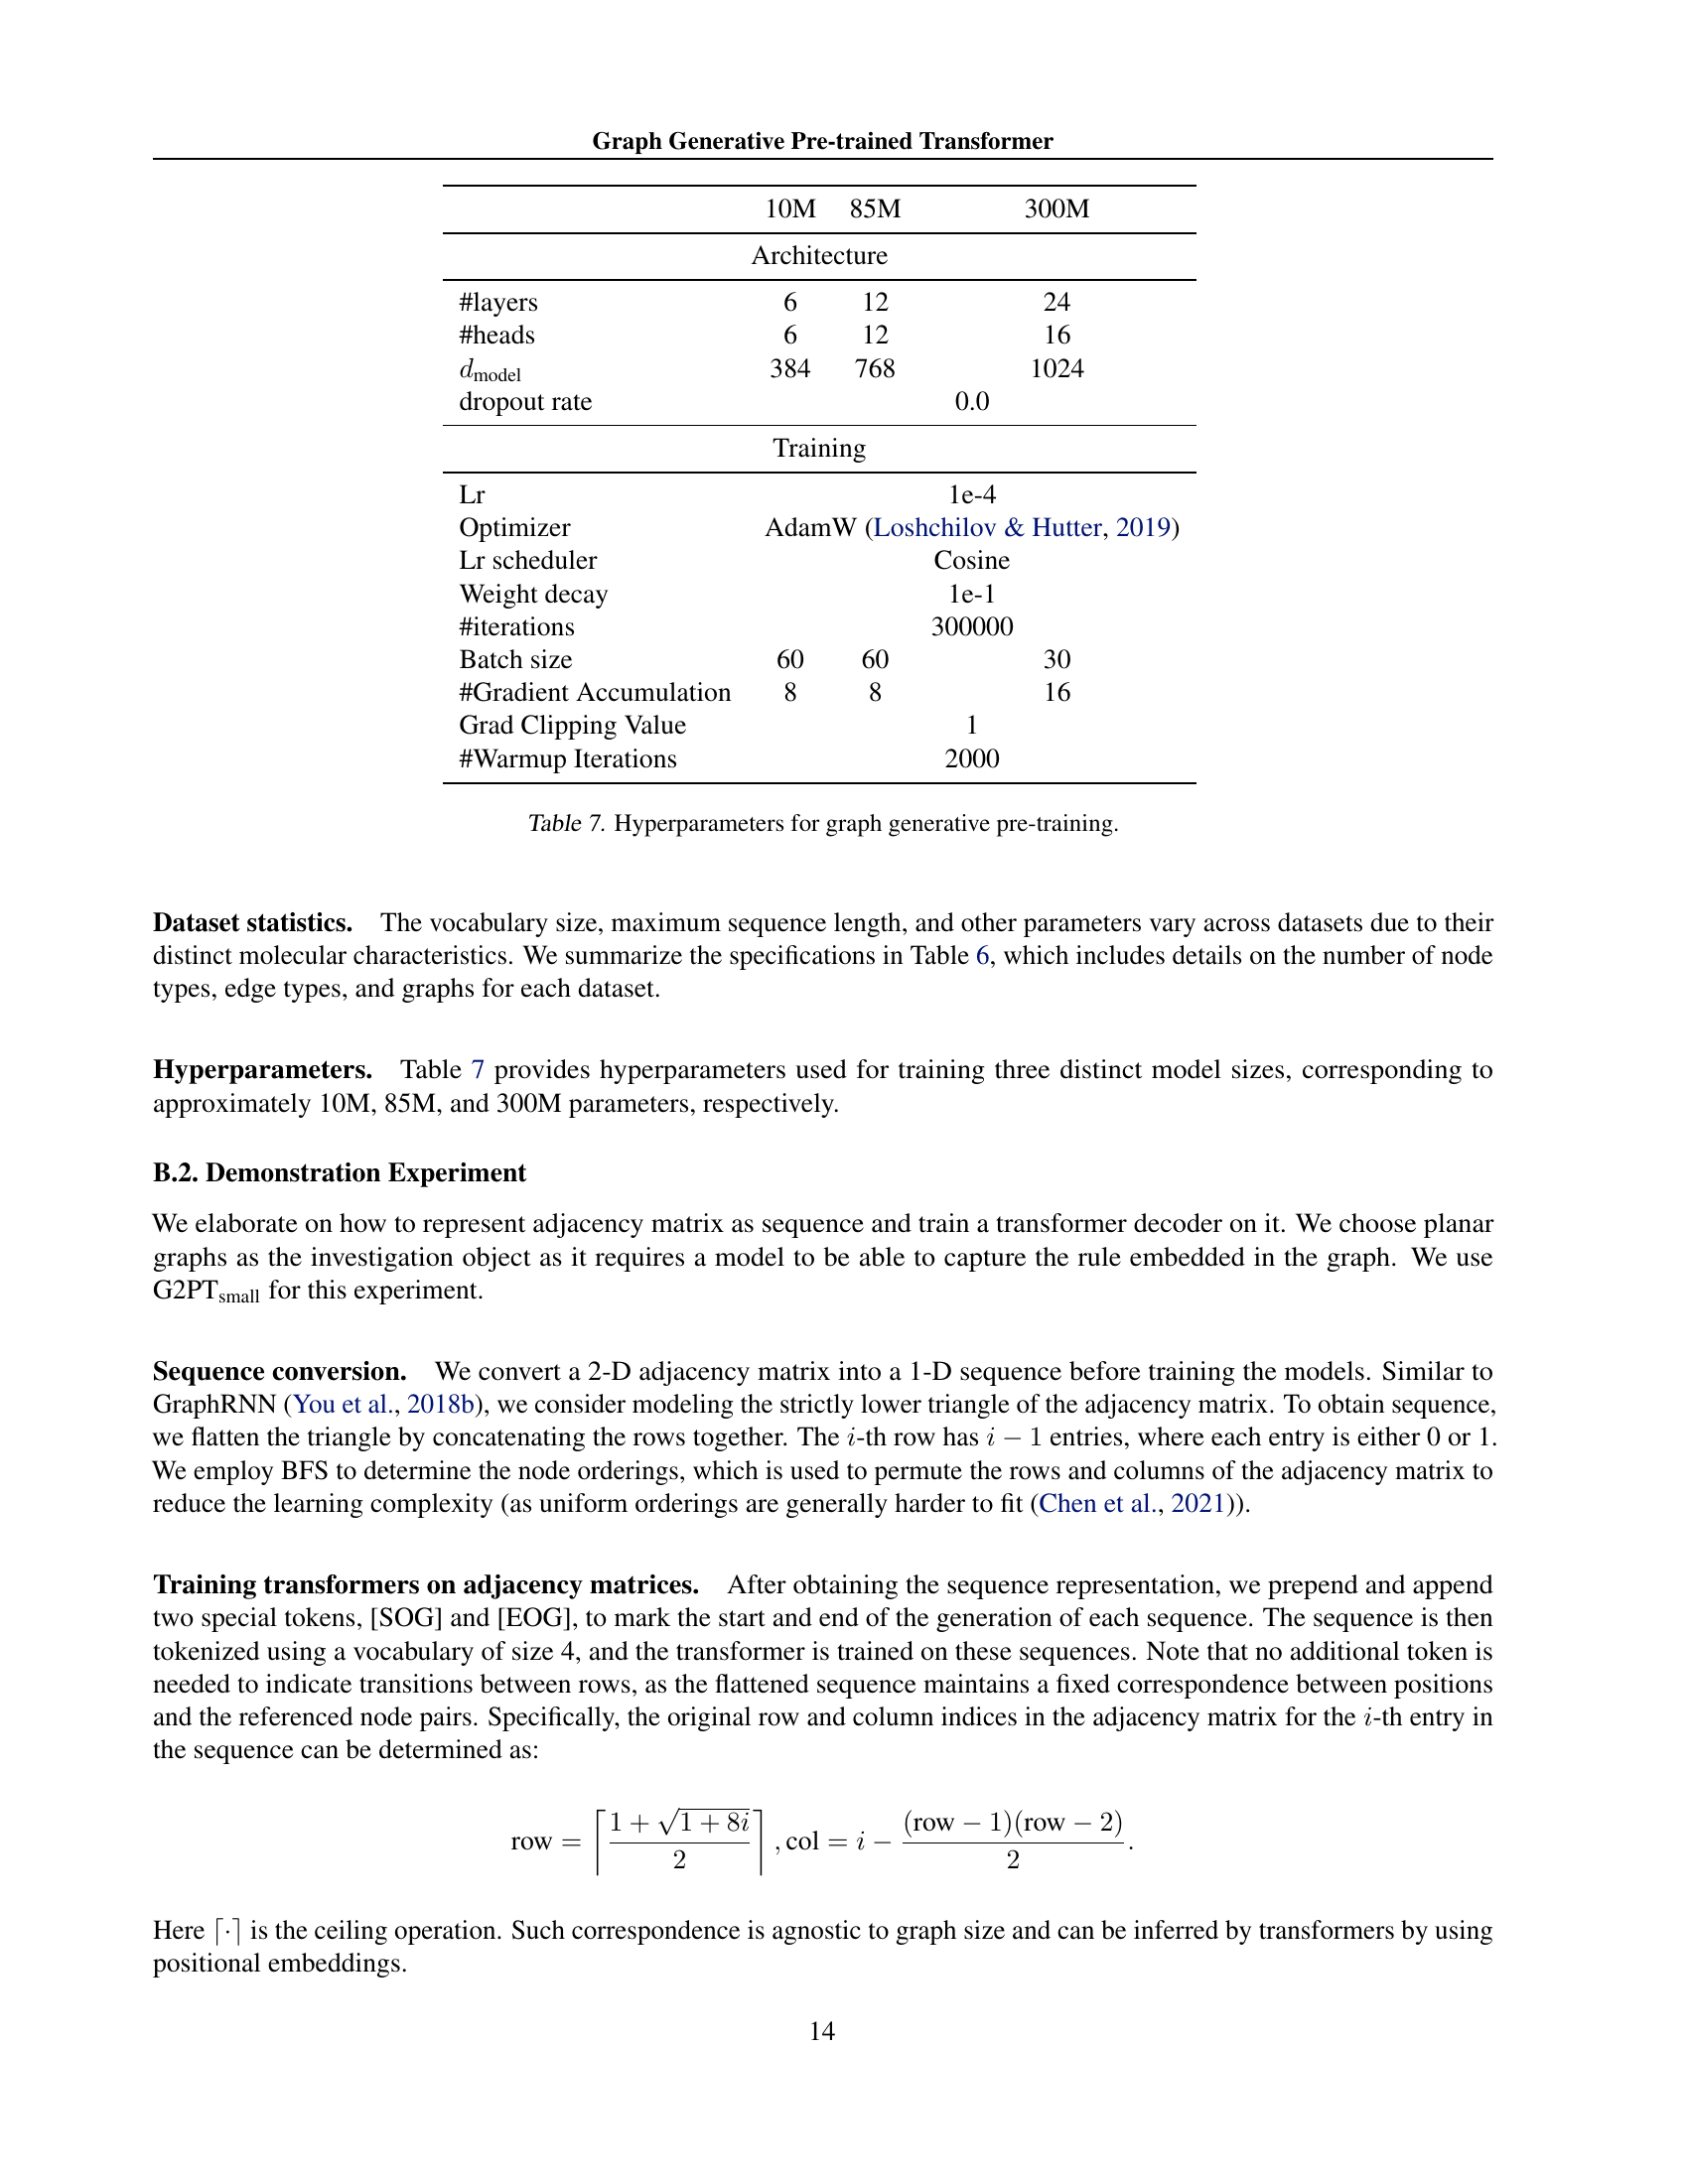 Graph Generative Pre-trained Transformer
10M 85M 300M
Architecture
#layers 6 12 24
#heads 6 12 16
d_model 384 768 1024
dropout rate 0.0
Training
Lr 1e-4
Optimizer AdamW (Loshchilov & Hutter, 2019)
Lr scheduler Cosine
Weight decay 1e-1
#iterations 300000
Batch size 60 60 30
#Gradient Accumulation 8 8 16
Grad Clipping Value 1
#Warmup Iterations 2000
Table 7. Hyperparameters for graph generative pre-training.
Dataset statistics. The vocabulary size, maximum sequence length, and other parameters vary across datasets due to their
distinct molecular characteristics. We summarize the specifications in Table 6, which includes details on the number of node
types, edge types, and graphs for each dataset.
Hyperparameters. Table 7 provides hyperparameters used for training three distinct model sizes, corresponding to
approximately 10M, 85M, and 300M parameters, respectively.
B.2. Demonstration Experiment
We elaborate on how to represent adjacency matrix as sequence and train a transformer decoder on it. We choose planar
graphs as the investigation object as it requires a model to be able to capture the rule embedded in the graph. We use
G2PT_small for this experiment.
Sequence conversion. We convert a 2-D adjacency matrix into a 1-D sequence before training the models. Similar to
GraphRNN (You et al., 2018b), we consider modeling the strictly lower triangle of the adjacency matrix. To obtain sequence,
we flatten the triangle by concatenating the rows together. The i-th row has i − 1 entries, where each entry is either 0 or 1.
We employ BFS to determine the node orderings, which is used to permute the rows and columns of the adjacency matrix to
reduce the learning complexity (as uniform orderings are generally harder to fit (Chen et al., 2021)).
Training transformers on adjacency matrices. After obtaining the sequence representation, we prepend and append
two special tokens, [SOG] and [EOG], to mark the start and end of the generation of each sequence. The sequence is then
tokenized using a vocabulary of size 4, and the transformer is trained on these sequences. Note that no additional token is
needed to indicate transitions between rows, as the flattened sequence maintains a fixed correspondence between positions
and the referenced node pairs. Specifically, the original row and column indices in the adjacency matrix for the i-th entry in
the sequence can be determined as:
row = ⌈(1 + √(1 + 8i)) / 2⌉, col = i − (row − 1)(row − 2) / 2.
Here ⌈·⌉ is the ceiling operation. Such correspondence is agnostic to graph size and can be inferred by transformers by using
positional embeddings.
14